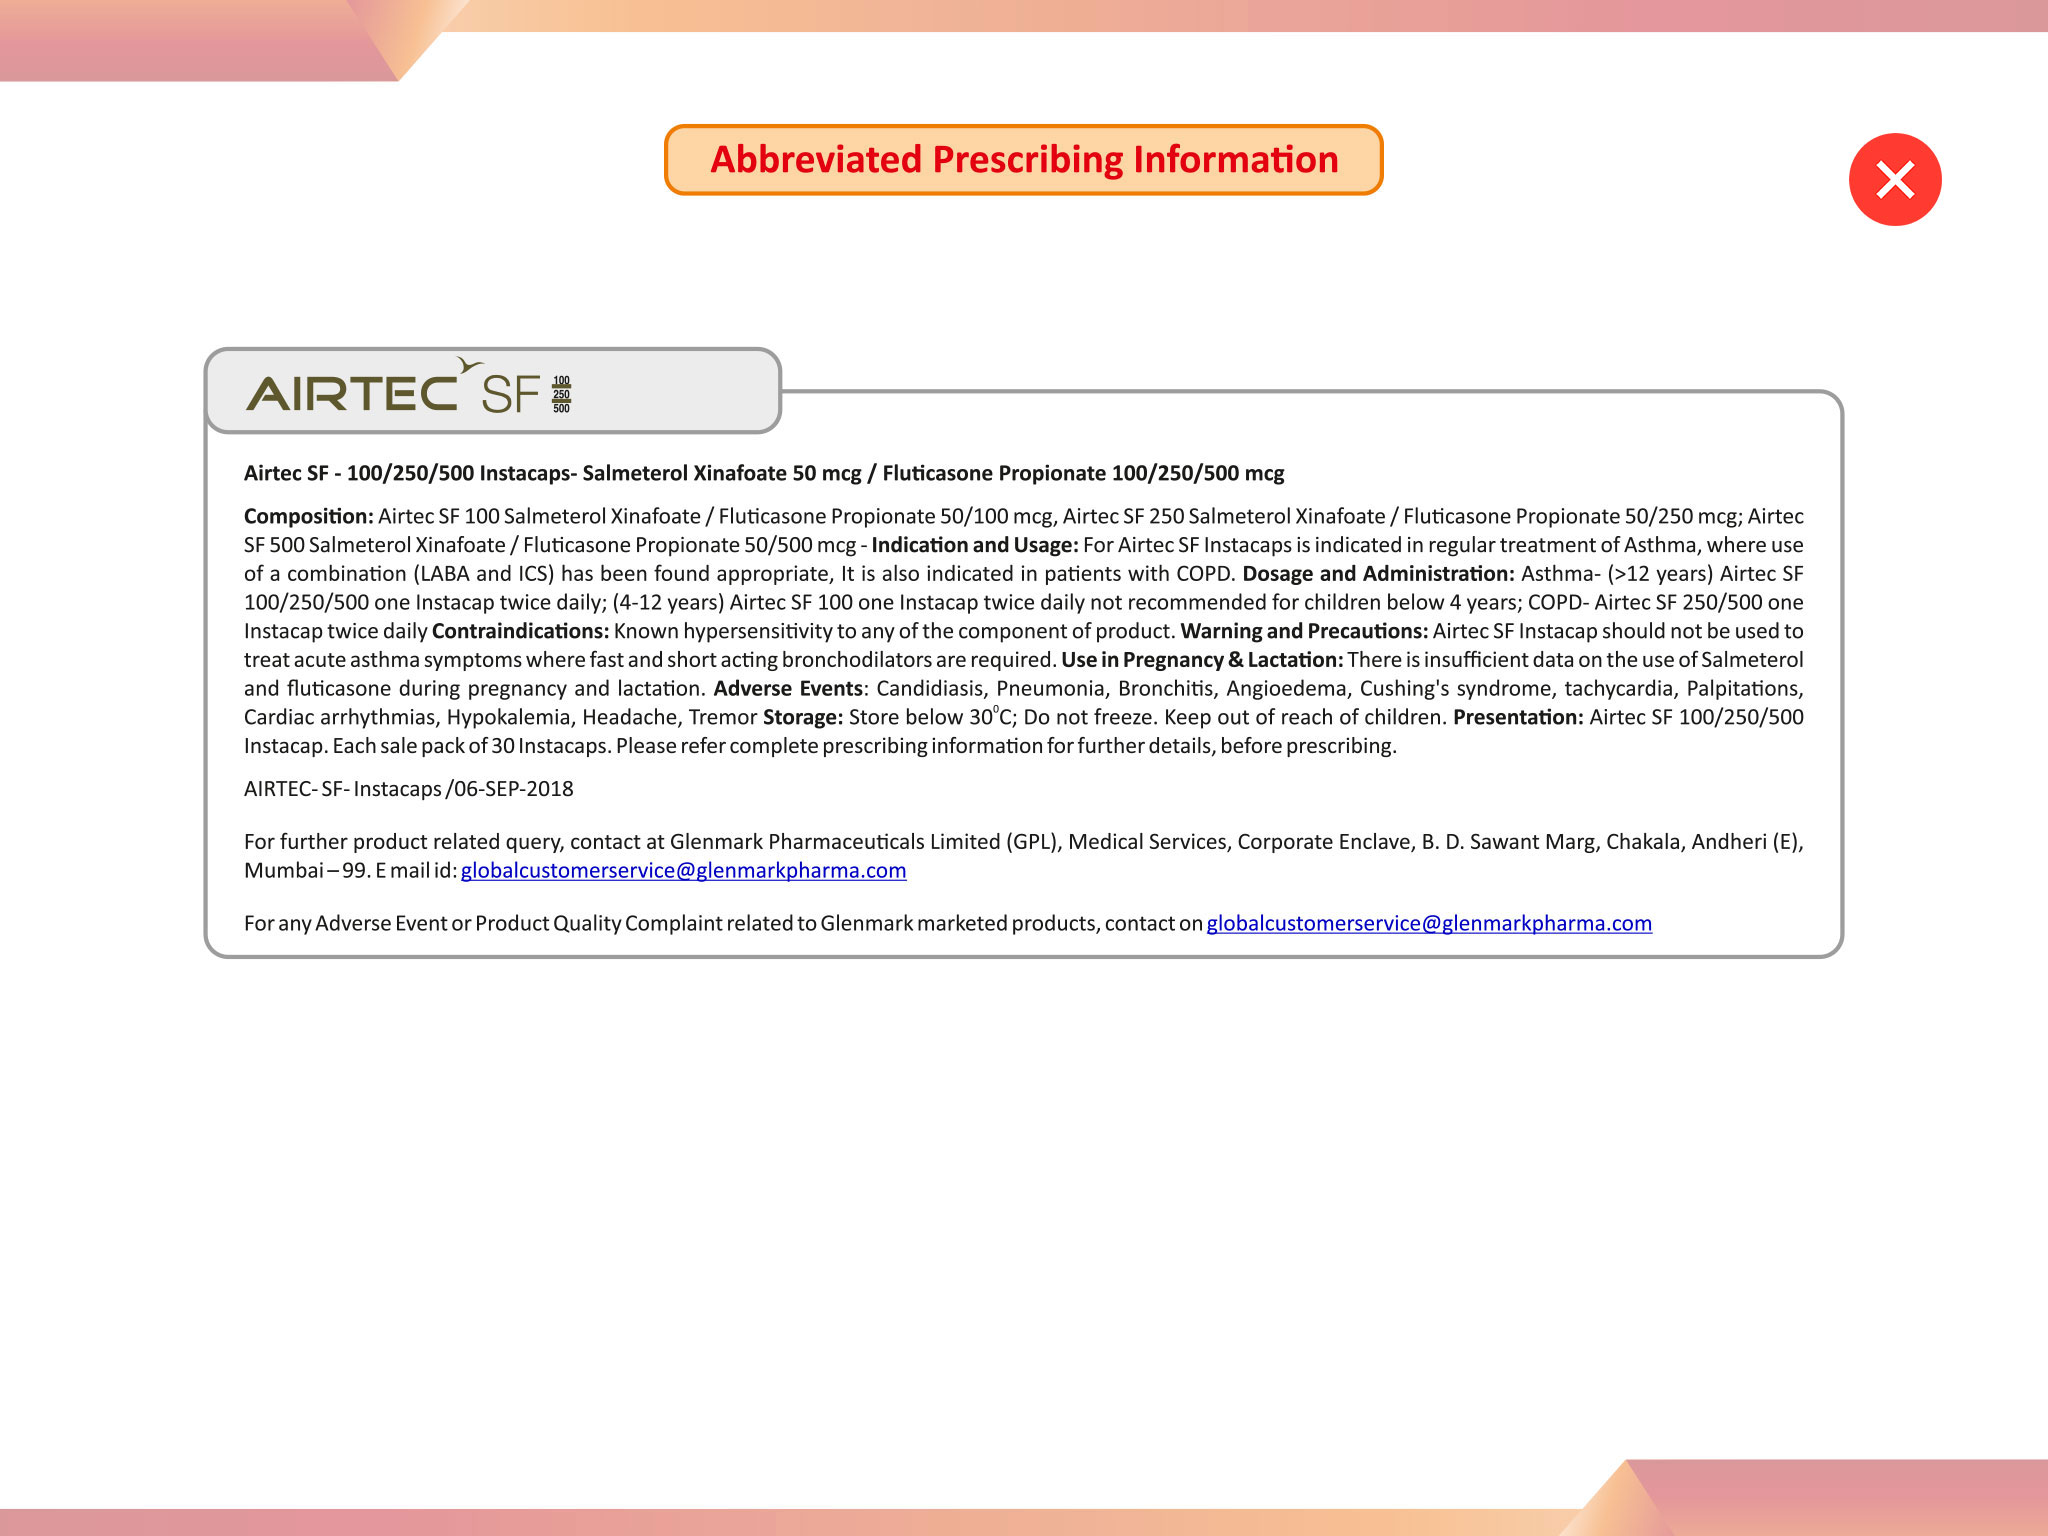 Abbreviated Prescribing Information
AIRTEC SF 100 250 500
Airtec SF - 100/250/500 Instacaps- Salmeterol Xinafoate 50 mcg / Fluticasone Propionate 100/250/500 mcg
Composition: Airtec SF 100 Salmeterol Xinafoate / Fluticasone Propionate 50/100 mcg, Airtec SF 250 Salmeterol Xinafoate / Fluticasone Propionate 50/250 mcg; Airtec
SF 500 Salmeterol Xinafoate / Fluticasone Propionate 50/500 mcg - Indication and Usage: For Airtec SF Instacaps is indicated in regular treatment of Asthma, where use
of a combination (LABA and ICS) has been found appropriate, It is also indicated in patients with COPD. Dosage and Administration: Asthma- (>12 years) Airtec SF
100/250/500 one Instacap twice daily; (4-12 years) Airtec SF 100 one Instacap twice daily not recommended for children below 4 years; COPD- Airtec SF 250/500 one
Instacap twice daily Contraindications: Known hypersensitivity to any of the component of product. Warning and Precautions: Airtec SF Instacap should not be used to
treat acute asthma symptoms where fast and short acting bronchodilators are required. Use in Pregnancy & Lactation: There is insufficient data on the use of Salmeterol
and fluticasone during pregnancy and lactation. Adverse Events: Candidiasis, Pneumonia, Bronchitis, Angioedema, Cushing's syndrome, tachycardia, Palpitations,
Cardiac arrhythmias, Hypokalemia, Headache, Tremor Storage: Store below 30⁰C; Do not freeze. Keep out of reach of children. Presentation: Airtec SF 100/250/500
Instacap. Each sale pack of 30 Instacaps. Please refer complete prescribing information for further details, before prescribing.
AIRTEC- SF- Instacaps /06-SEP-2018
For further product related query, contact at Glenmark Pharmaceuticals Limited (GPL), Medical Services, Corporate Enclave, B. D. Sawant Marg, Chakala, Andheri (E),
Mumbai – 99. E mail id: globalcustomerservice@glenmarkpharma.com
For any Adverse Event or Product Quality Complaint related to Glenmark marketed products, contact on globalcustomerservice@glenmarkpharma.com